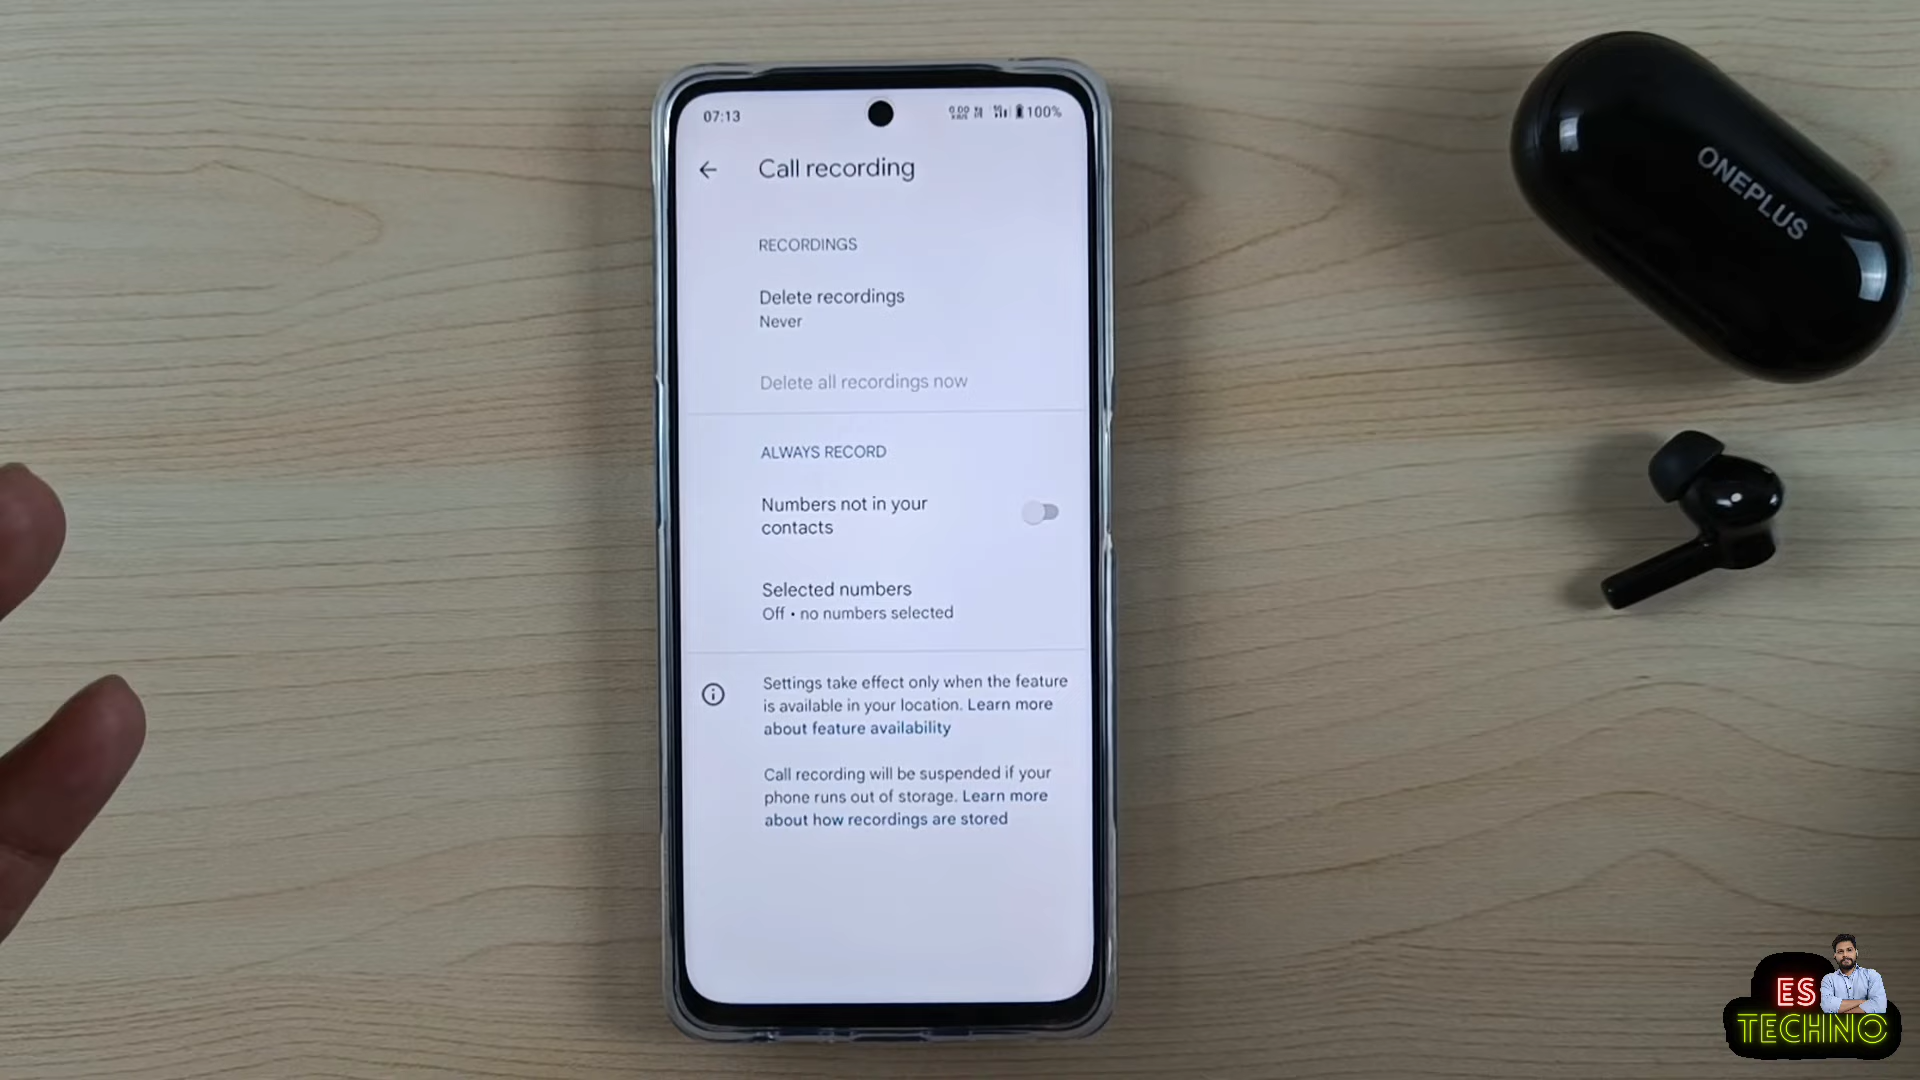 07:13
100%
Call recording
RECORDINGS
Delete recordings
Never
Delete all recordings now
ALWAYS RECORD
Numbers not in your
contacts
Selected numbers
Off • no numbers selected
Settings take effect only when the feature
is available in your location. Learn more
about feature availability
Call recording will be suspended if your
phone runs out of storage. Learn more
about how recordings are stored
ONEPLUS
ES
TECHNO